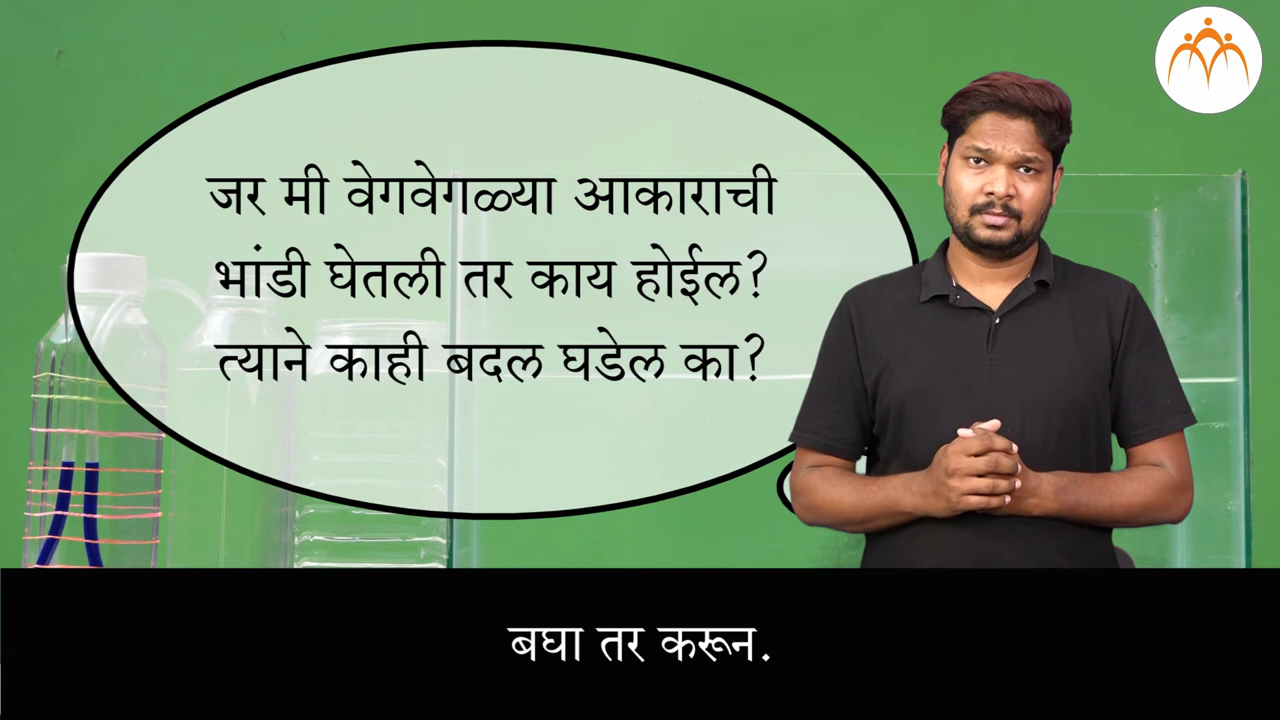 जर मी वेगवेगळ्या आकाराची
भांडी घेतली तर काय होईल?
त्याने काही बदल घडेल का?
बघा तर करून.